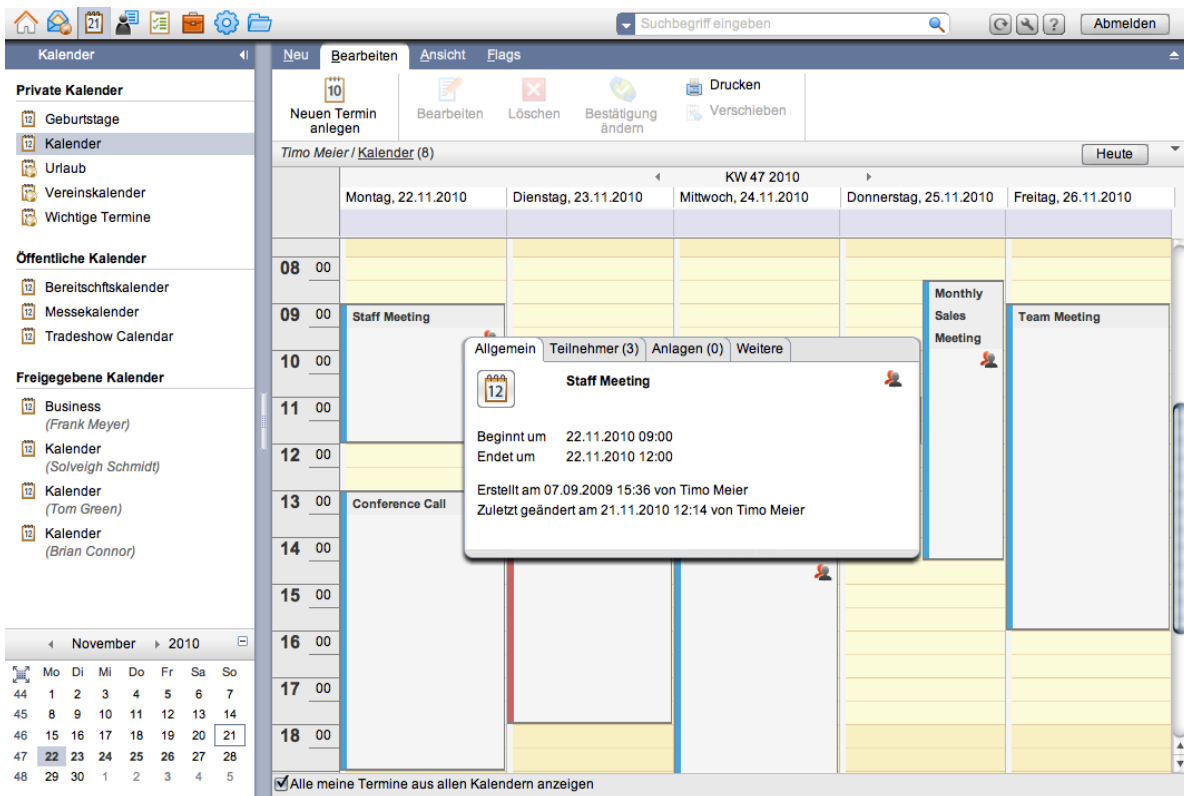 21
Suchbegriff eingeben
?
Abmelden
Kalender
Neu Bearbeiten Ansicht Flags
Private Kalender
12 Geburtstage
12 Kalender
Urlaub
Vereinskalender
Wichtige Termine
Öffentliche Kalender
12 Bereitschftskalender
12 Messekalender
12 Tradeshow Calendar
Freigegebene Kalender
12 Business
(Frank Meyer)
12 Kalender
(Solveigh Schmidt)
12 Kalender
(Tom Green)
12 Kalender
(Brian Connor)
November 2010
Mo Di Mi Do Fr Sa So
44 1 2 3 4 5 6 7
45 8 9 10 11 12 13 14
46 15 16 17 18 19 20 21
47 22 23 24 25 26 27 28
48 29 30 1 2 3 4 5
10
Neuen Termin
anlegen
Bearbeiten
Löschen
Bestätigung
ändern
Drucken
Verschieben
Timo Meier / Kalender (8)
Heute
KW 47 2010
Montag, 22.11.2010 Dienstag, 23.11.2010 Mittwoch, 24.11.2010 Donnerstag, 25.11.2010 Freitag, 26.11.2010
08 00
09 00
10 00
11 00
12 00
13 00
14 00
15 00
16 00
17 00
18 00
Staff Meeting
Conference Call
Monthly
Sales
Meeting
Team Meeting
Allgemein Teilnehmer (3) Anlagen (0) Weitere
12
Staff Meeting
Beginnt um 22.11.2010 09:00
Endet um 22.11.2010 12:00
Erstellt am 07.09.2009 15:36 von Timo Meier
Zuletzt geändert am 21.11.2010 12:14 von Timo Meier
Alle meine Termine aus allen Kalendern anzeigen